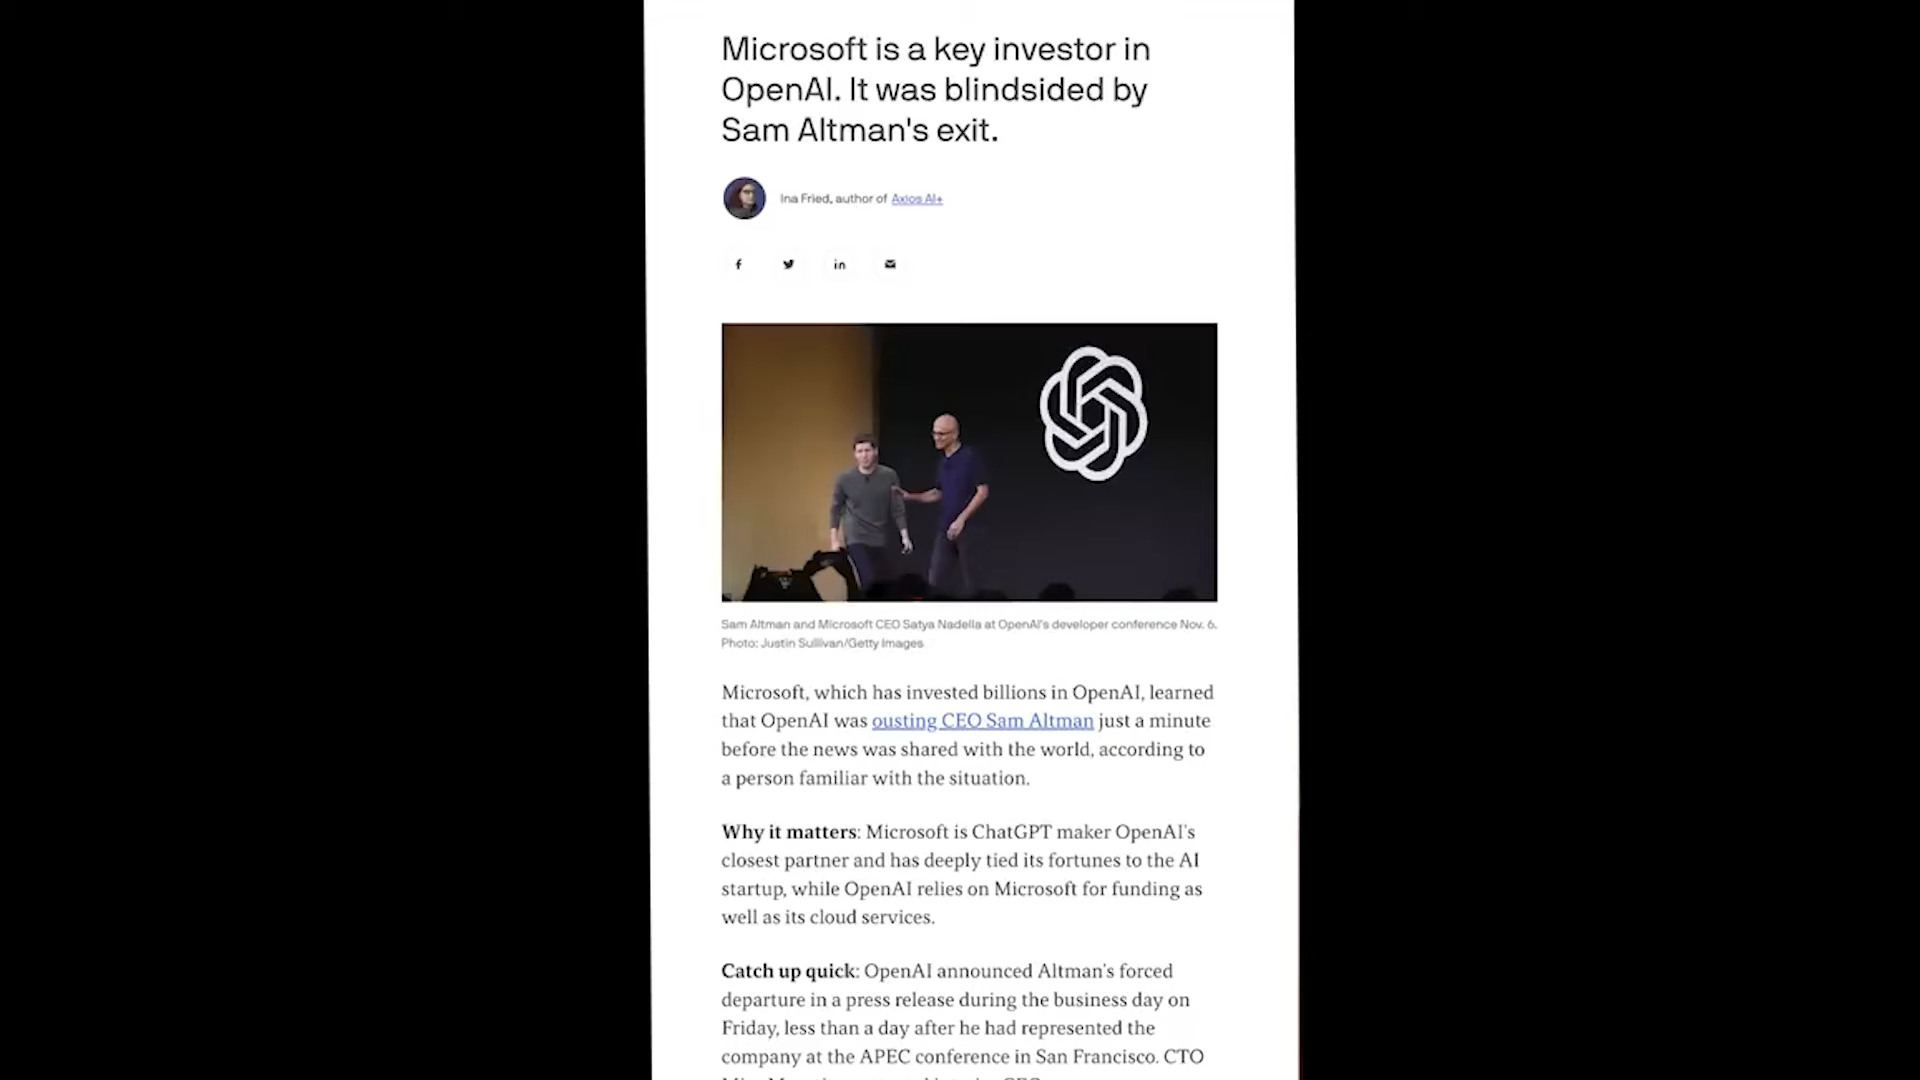 Microsoft is a key investor in
OpenAI. It was blindsided by
Sam Altman's exit.
Ina Fried, author of Axios AI+
Sam Altman and Microsoft CEO Satya Nadella at OpenAI's developer conference Nov. 6.
Photo: Justin Sullivan/Getty Images
Microsoft, which has invested billions in OpenAI, learned
that OpenAI was ousting CEO Sam Altman just a minute
before the news was shared with the world, according to
a person familiar with the situation.
Why it matters: Microsoft is ChatGPT maker OpenAI's
closest partner and has deeply tied its fortunes to the AI
startup, while OpenAI relies on Microsoft for funding as
well as its cloud services.
Catch up quick: OpenAI announced Altman's forced
departure in a press release during the business day on
Friday, less than a day after he had represented the
company at the APEC conference in San Francisco. CTO